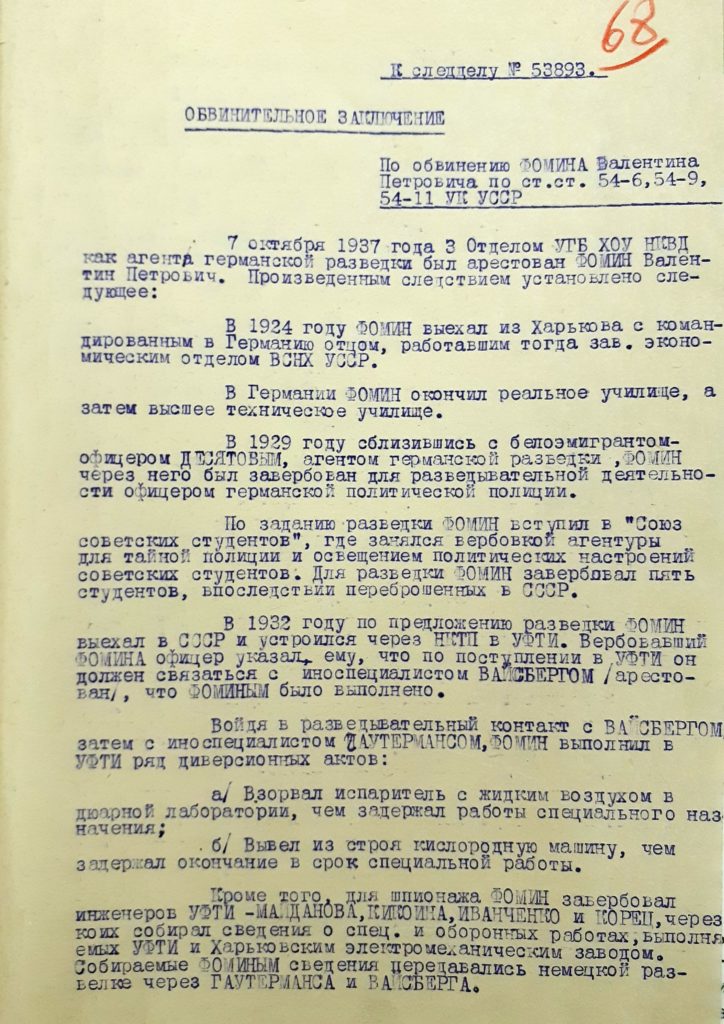 68
К следделу № 53893.
ОБВИНИТЕЛЬНОЕ ЗАКЛЮЧЕНИЕ
По обвинению ФОМИНА Валентина
Петровича по ст.ст. 54-6,54-9,
54-11 УК УССР
7 октября 1937 года 3 Отделом УГБ ХОУ НКВД
как агент германской разведки был арестован ФОМИН Вален-
тин Петрович. Произведенным следствием установлено сле-
дующее:
В 1924 году ФОМИН выехал из Харькова с коман-
дированным в Германию отцом, работавшим тогда зав. эконо-
мическим отделом ВСНХ УССР.
В Германии ФОМИН окончил реальное училище, а
затем высшее техническое училище.
В 1929 году сблизившись с белоэмигрантом-
офицером ДЕСЯТОВЫМ, агентом германской разведки ,ФОМИН
через него был завербован для разведывательной деятельно-
сти офицером германской политической полиции.
По заданию разведки ФОМИН вступил в "Союз
советских студентов", где занялся вербовкой агентуры
для тайной полиции и освещением политических настроений
советских студентов. Для разведки ФОМИН завербовал пять
студентов, впоследствии переброшенных в СССР.
В 1932 году по предложению разведки ФОМИН
выехал в СССР и устроился через НКТП в УФТИ. Вербовавший
ФОМИНА офицер указал, ему, что по поступлении в УФТИ он
должен связаться с иноспециалистом ВАЙСБЕРГОМ /аресто-
ван/, что ФОМИНЫМ было выполнено.
Войдя в разведывательный контакт с ВАЙСБЕРГОМ,
затем с иноспециалистом ГАУТЕРМАНСОМ,ФОМИН выполнил в
УФТИ ряд диверсионных актов:
а/ Взорвал испаритель с жидким воздухом в
дюарной лаборатории, чем задержал работы специального наз-
начения;
б/ Вывел из строя кислородную машину, чем
задержал окончание в срок специальной работы.
Кроме того, для шпионажа ФОМИН завербовал
инженеров УФТИ -МАЛДАНОВА,КИКОИНА,ИВАНЧЕНКО и КОРЕЦ,через
коих собирал сведения о спец. и оборонных работах,выполня-
емых УФТИ и Харьковским электромеханическим заводом.
Собираемые ФОМИНЫМ сведения передавались немецкой раз-
велке через ГАУТЕРМАНСА и ВАЙСБЕРГА.